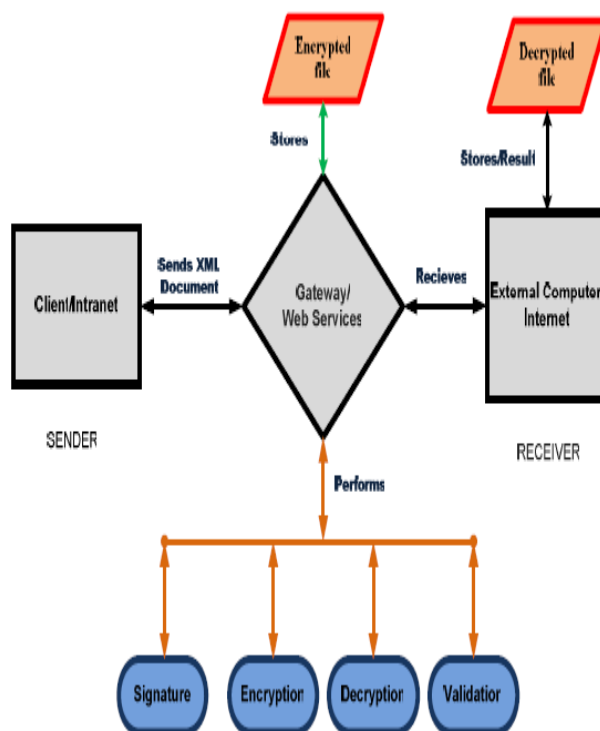 Encrypted
file
Decrypted
file
Stores
Stores/Result
Sends XML
Document
Client/Intranet
Gateway/
Web Services
Recieves
External Computer
Internet
SENDER
RECEIVER
Performs
Signature
Encryption
Decryption
Validation